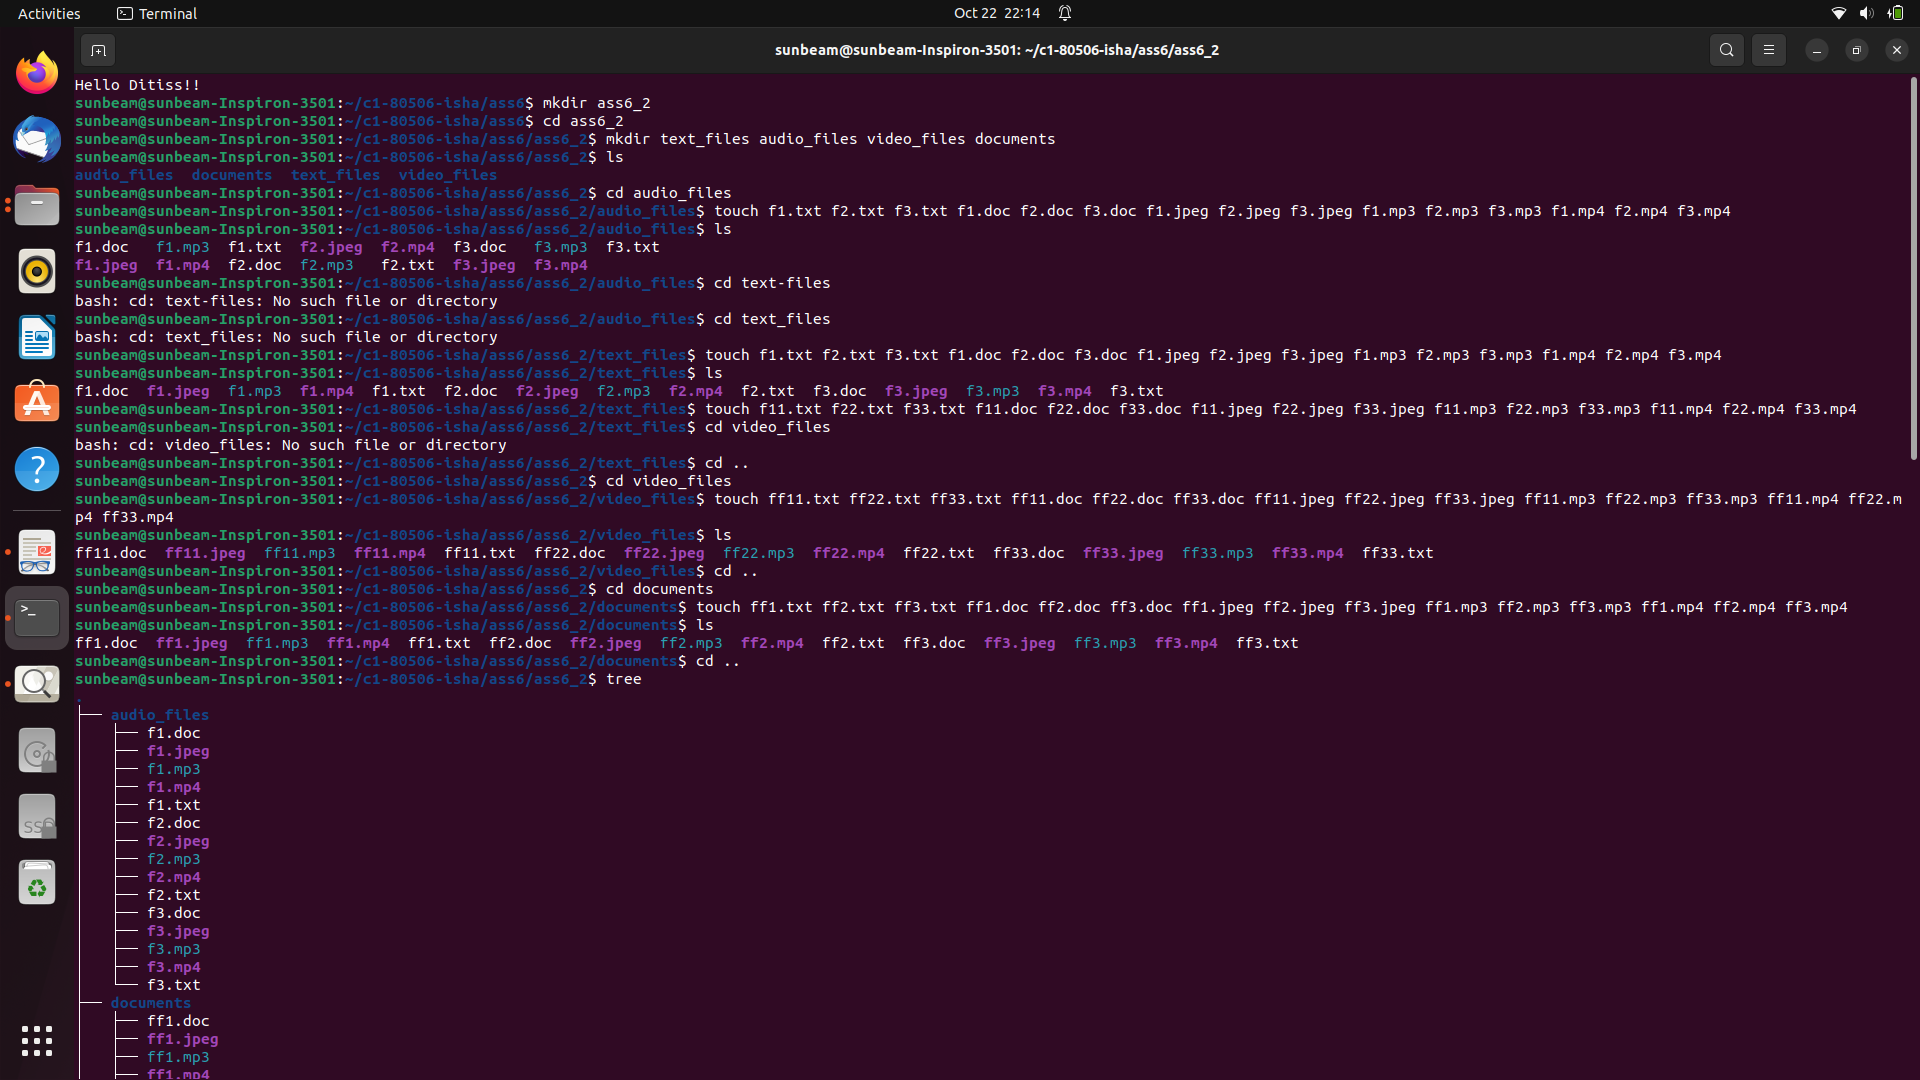 Activities
Terminal
Oct 22 22:14
sunbeam@sunbeam-Inspiron-3501: ~/c1-80506-isha/ass6/ass6_2
Hello Ditiss!!
sunbeam@sunbeam-Inspiron-3501:~/c1-80506-isha/ass6$ mkdir ass6_2
sunbeam@sunbeam-Inspiron-3501:~/c1-80506-isha/ass6$ cd ass6_2
sunbeam@sunbeam-Inspiron-3501:~/c1-80506-isha/ass6/ass6_2$ mkdir text_files audio_files video_files documents
sunbeam@sunbeam-Inspiron-3501:~/c1-80506-isha/ass6/ass6_2$ ls
audio_files  documents  text_files  video_files
sunbeam@sunbeam-Inspiron-3501:~/c1-80506-isha/ass6/ass6_2$ cd audio_files
sunbeam@sunbeam-Inspiron-3501:~/c1-80506-isha/ass6/ass6_2/audio_files$ touch f1.txt f2.txt f3.txt f1.doc f2.doc f3.doc f1.jpeg f2.jpeg f3.jpeg f1.mp3 f2.mp3 f3.mp3 f1.mp4 f2.mp4 f3.mp4
sunbeam@sunbeam-Inspiron-3501:~/c1-80506-isha/ass6/ass6_2/audio_files$ ls
f1.doc   f1.mp3  f1.txt  f2.jpeg  f2.mp4  f3.doc   f3.mp3  f3.txt
f1.jpeg  f1.mp4  f2.doc  f2.mp3   f2.txt  f3.jpeg  f3.mp4
sunbeam@sunbeam-Inspiron-3501:~/c1-80506-isha/ass6/ass6_2/audio_files$ cd text-files
bash: cd: text-files: No such file or directory
sunbeam@sunbeam-Inspiron-3501:~/c1-80506-isha/ass6/ass6_2/audio_files$ cd text_files
bash: cd: text_files: No such file or directory
sunbeam@sunbeam-Inspiron-3501:~/c1-80506-isha/ass6/ass6_2/text_files$ touch f1.txt f2.txt f3.txt f1.doc f2.doc f3.doc f1.jpeg f2.jpeg f3.jpeg f1.mp3 f2.mp3 f3.mp3 f1.mp4 f2.mp4 f3.mp4
sunbeam@sunbeam-Inspiron-3501:~/c1-80506-isha/ass6/ass6_2/text_files$ ls
f1.doc  f1.jpeg  f1.mp3  f1.mp4  f1.txt  f2.doc  f2.jpeg  f2.mp3  f2.mp4  f2.txt  f3.doc  f3.jpeg  f3.mp3  f3.mp4  f3.txt
sunbeam@sunbeam-Inspiron-3501:~/c1-80506-isha/ass6/ass6_2/text_files$ touch f11.txt f22.txt f33.txt f11.doc f22.doc f33.doc f11.jpeg f22.jpeg f33.jpeg f11.mp3 f22.mp3 f33.mp3 f11.mp4 f22.mp4 f33.mp4
sunbeam@sunbeam-Inspiron-3501:~/c1-80506-isha/ass6/ass6_2/text_files$ cd video_files
bash: cd: video_files: No such file or directory
sunbeam@sunbeam-Inspiron-3501:~/c1-80506-isha/ass6/ass6_2/text_files$ cd ..
sunbeam@sunbeam-Inspiron-3501:~/c1-80506-isha/ass6/ass6_2$ cd video_files
sunbeam@sunbeam-Inspiron-3501:~/c1-80506-isha/ass6/ass6_2/video_files$ touch ff11.txt ff22.txt ff33.txt ff11.doc ff22.doc ff33.doc ff11.jpeg ff22.jpeg ff33.jpeg ff11.mp3 ff22.mp3 ff33.mp3 ff11.mp4 ff22.m
p4 ff33.mp4
sunbeam@sunbeam-Inspiron-3501:~/c1-80506-isha/ass6/ass6_2/video_files$ ls
ff11.doc  ff11.jpeg  ff11.mp3  ff11.mp4  ff11.txt  ff22.doc  ff22.jpeg  ff22.mp3  ff22.mp4  ff22.txt  ff33.doc  ff33.jpeg  ff33.mp3  ff33.mp4  ff33.txt
sunbeam@sunbeam-Inspiron-3501:~/c1-80506-isha/ass6/ass6_2/video_files$ cd ..
sunbeam@sunbeam-Inspiron-3501:~/c1-80506-isha/ass6/ass6_2$ cd documents
sunbeam@sunbeam-Inspiron-3501:~/c1-80506-isha/ass6/ass6_2/documents$ touch ff1.txt ff2.txt ff3.txt ff1.doc ff2.doc ff3.doc ff1.jpeg ff2.jpeg ff3.jpeg ff1.mp3 ff2.mp3 ff3.mp3 ff1.mp4 ff2.mp4 ff3.mp4
sunbeam@sunbeam-Inspiron-3501:~/c1-80506-isha/ass6/ass6_2/documents$ ls
ff1.doc  ff1.jpeg  ff1.mp3  ff1.mp4  ff1.txt  ff2.doc  ff2.jpeg  ff2.mp3  ff2.mp4  ff2.txt  ff3.doc  ff3.jpeg  ff3.mp3  ff3.mp4  ff3.txt
sunbeam@sunbeam-Inspiron-3501:~/c1-80506-isha/ass6/ass6_2/documents$ cd ..
sunbeam@sunbeam-Inspiron-3501:~/c1-80506-isha/ass6/ass6_2$ tree
.
├── audio_files
│   ├── f1.doc
│   ├── f1.jpeg
│   ├── f1.mp3
│   ├── f1.mp4
│   ├── f1.txt
│   ├── f2.doc
│   ├── f2.jpeg
│   ├── f2.mp3
│   ├── f2.mp4
│   ├── f2.txt
│   ├── f3.doc
│   ├── f3.jpeg
│   ├── f3.mp3
│   ├── f3.mp4
│   └── f3.txt
├── documents
│   ├── ff1.doc
│   ├── ff1.jpeg
│   ├── ff1.mp3
│   ├── ff1.mp4